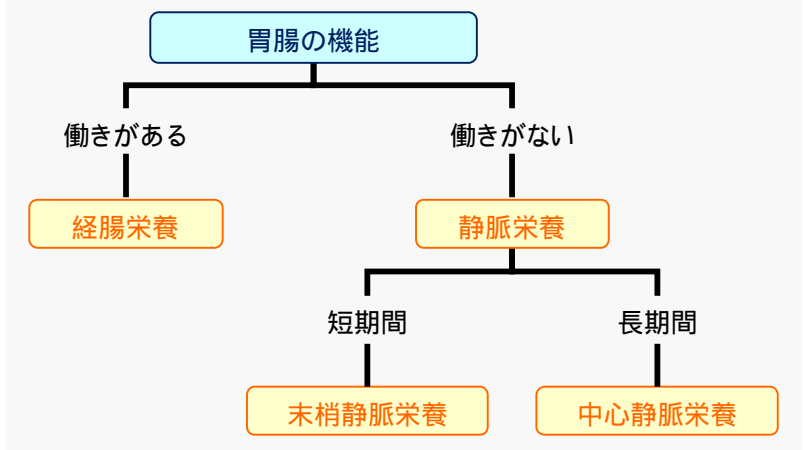 胃腸の機能
働きがある
働きがない
経腸栄養
静脈栄養
短期間
長期間
末梢静脈栄養
中心静脈栄養